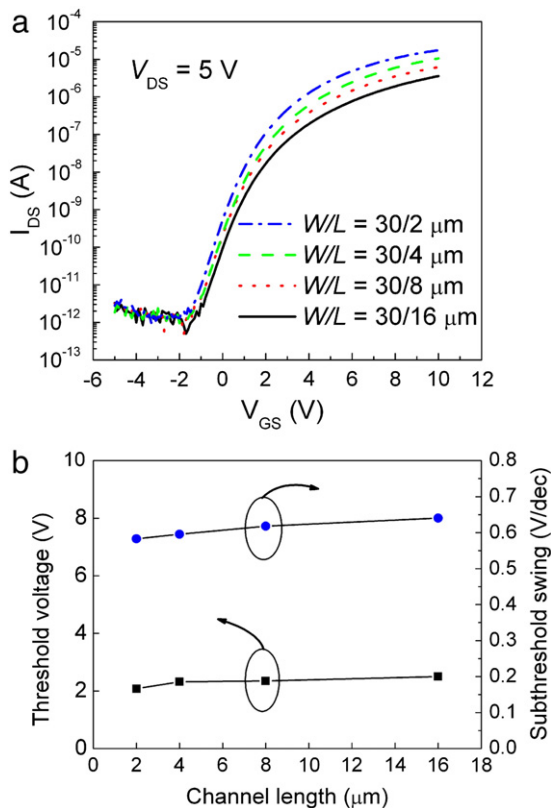 a
10⁻⁴
10⁻⁵
10⁻⁶
10⁻⁷
10⁻⁸
10⁻⁹
10⁻¹⁰
10⁻¹¹
10⁻¹²
10⁻¹³
I_DS (A)
V_DS = 5 V
W/L = 30/2 μm
W/L = 30/4 μm
W/L = 30/8 μm
W/L = 30/16 μm
-6 -4 -2 0 2 4 6 8 10 12
V_GS (V)
b
10
8
6
4
2
0
Threshold voltage (V)
0.8
0.7
0.6
0.5
0.4
0.3
0.2
0.1
0.0
Subthreshold swing (V/dec)
0 2 4 6 8 10 12 14 16 18
Channel length (μm)